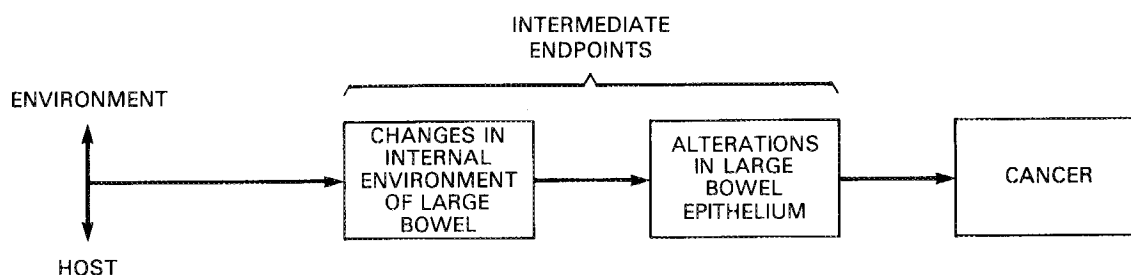 INTERMEDIATE
ENDPOINTS
ENVIRONMENT
HOST
CHANGES IN
INTERNAL
ENVIRONMENT
OF LARGE
BOWEL
ALTERATIONS
IN LARGE
BOWEL
EPITHELIUM
CANCER